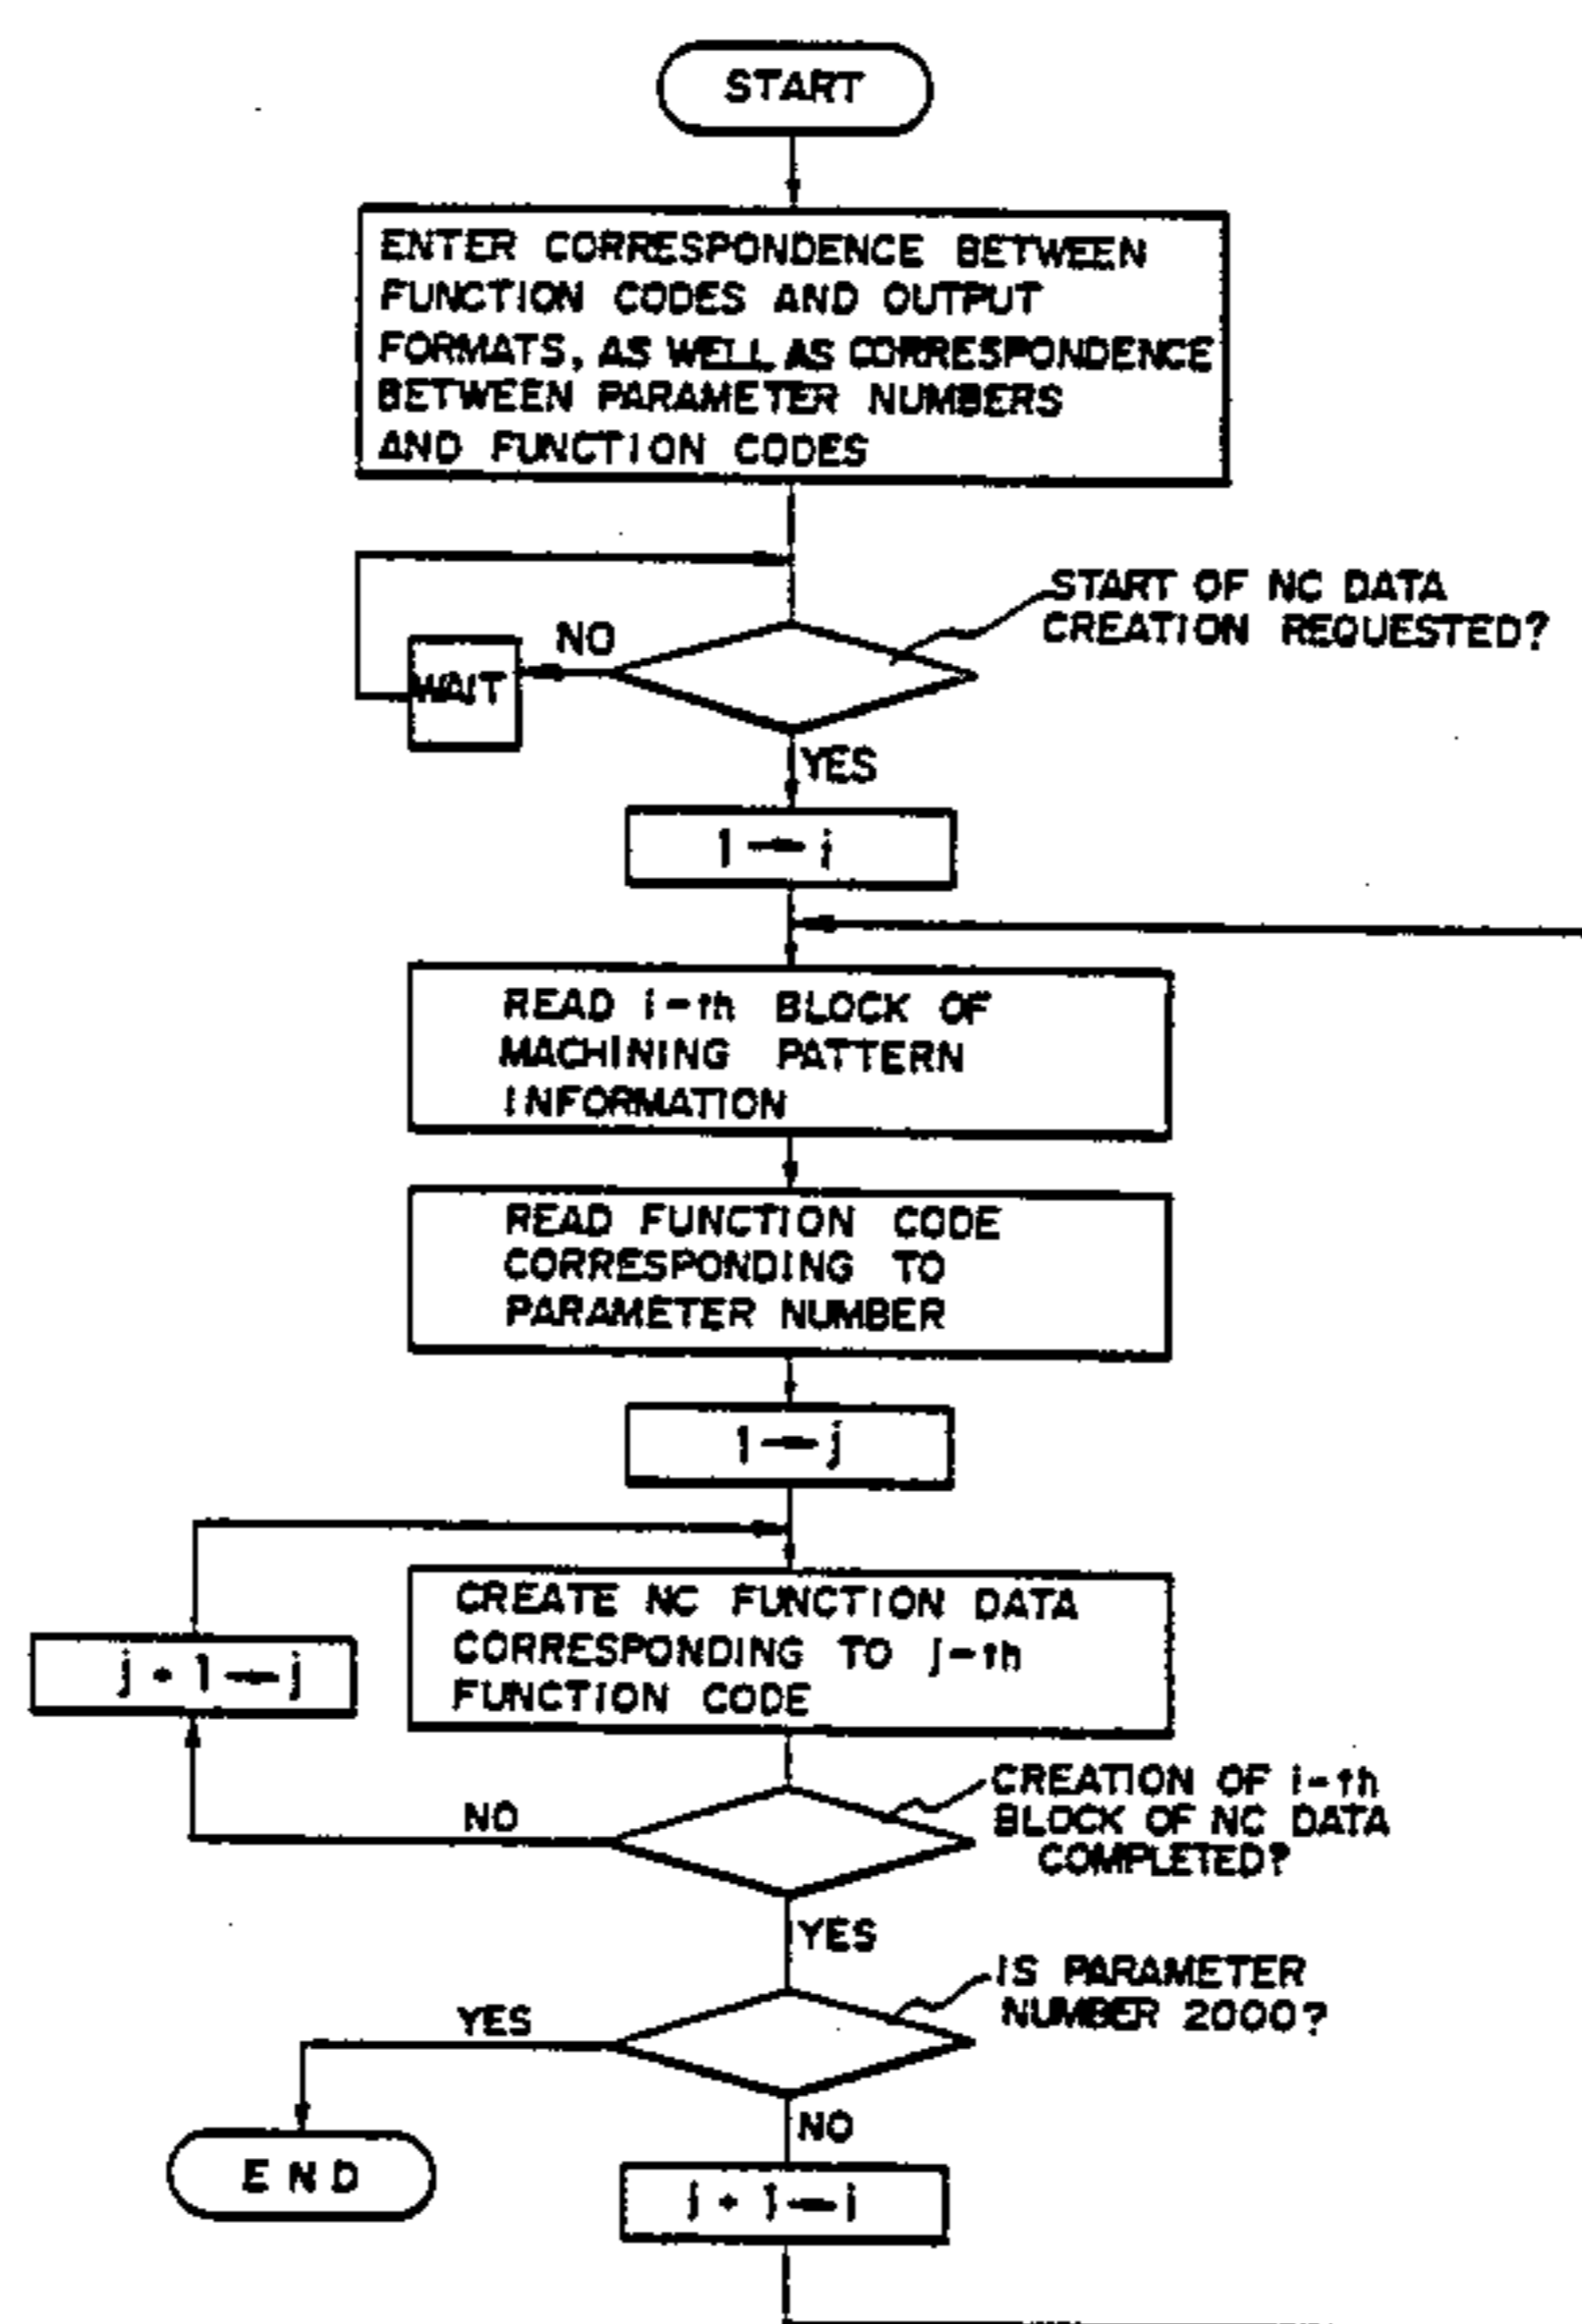 START
ENTER CORRESPONDENCE BETWEEN
FUNCTION CODES AND OUTPUT
FORMATS, AS WELL AS CORRESPONDENCE
BETWEEN PARAMETER NUMBERS
AND FUNCTION CODES
START OF NC DATA
CREATION REQUESTED?
NO
WAIT
YES
1→i
READ i-th BLOCK OF
MACHINING PATTERN
INFORMATION
READ FUNCTION CODE
CORRESPONDING TO
PARAMETER NUMBER
1→j
CREATE NC FUNCTION DATA
CORRESPONDING TO j-th
FUNCTION CODE
j+1→j
CREATION OF i-th
BLOCK OF NC DATA
COMPLETED?
NO
YES
IS PARAMETER
NUMBER 2000?
YES
NO
END
i+1→i